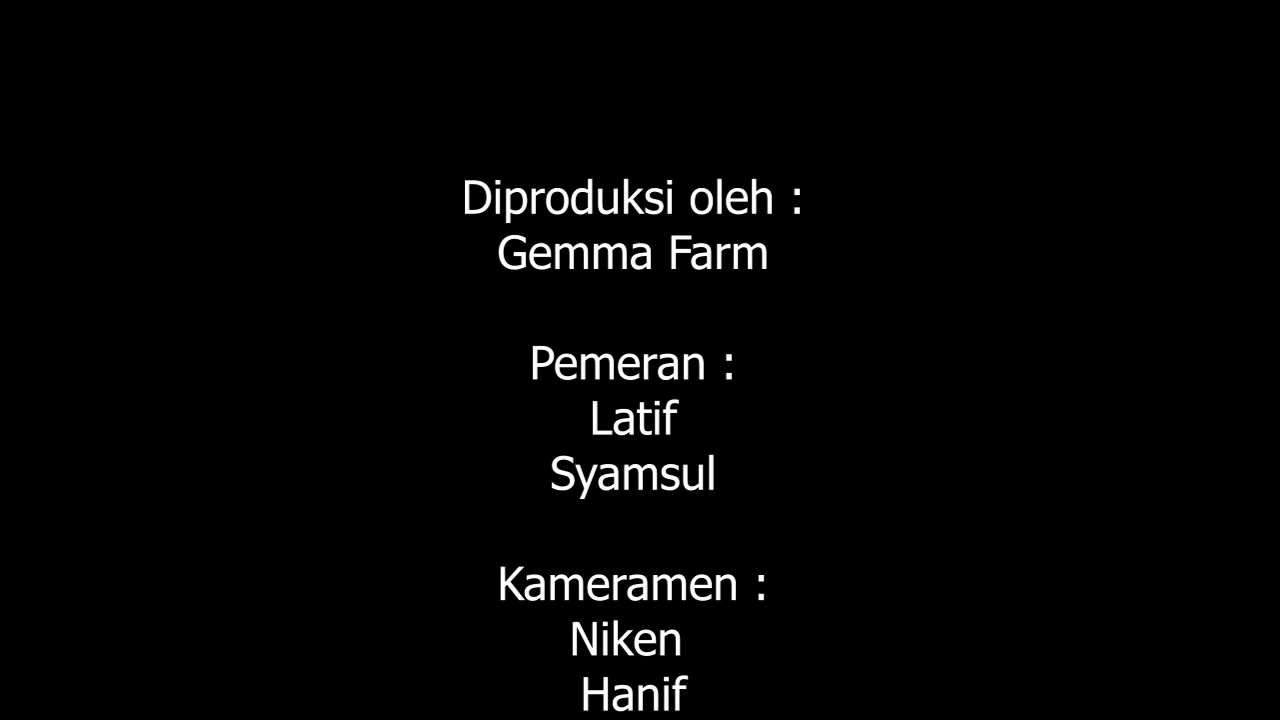 Diproduksi oleh :
Gemma Farm
Pemeran :
Latif
Syamsul
Kameramen :
Niken
Hanif